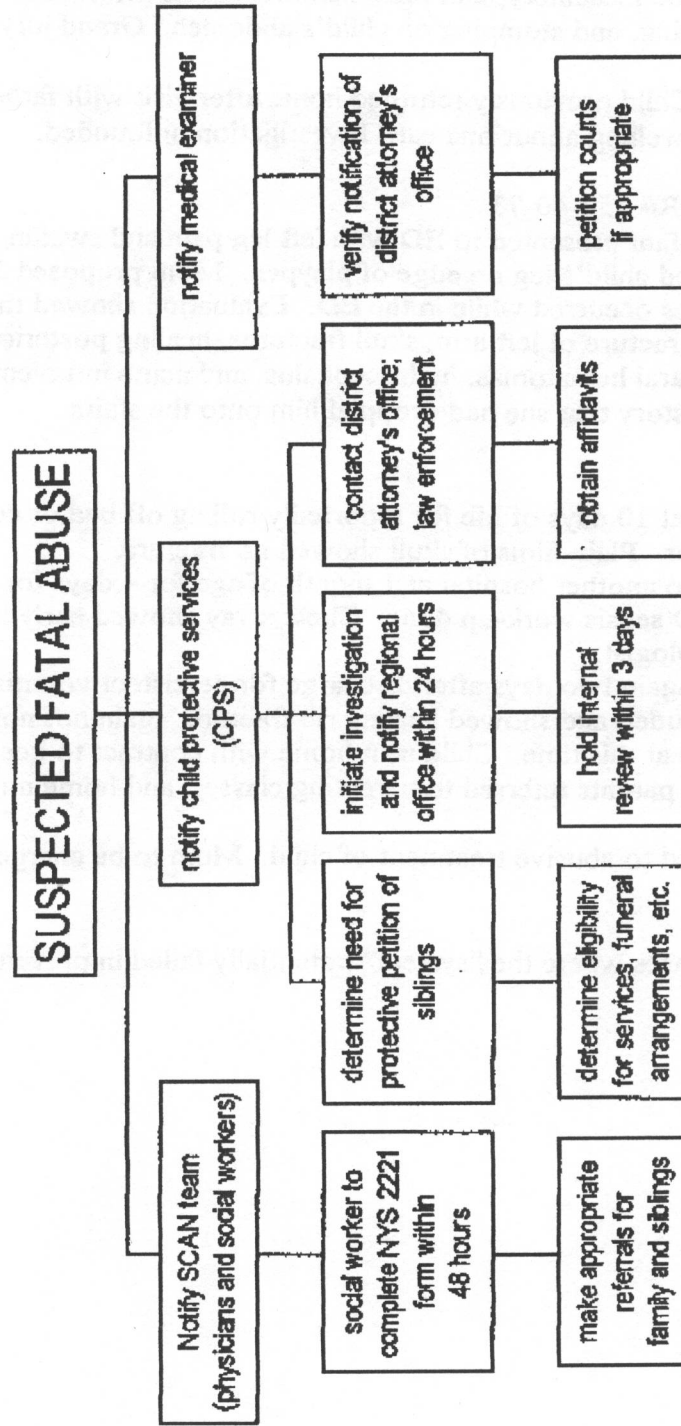 SUSPECTED FATAL ABUSE
Notify SCAN team
(physicians and social workers)
notify child protective services
(CPS)
notify medical examiner
social worker to
complete NYS 2221
form within
48 hours
determine need for
protective petition of
siblings
initiate investigation
and notify regional
office within 24 hours
contact district
attorney's office;
law enforcement
verify notification of
district attorney's
office
make appropriate
referrals for
family and siblings
determine eligibility
for services, funeral
arrangements, etc.
hold internal
review within 3 days
obtain affidavits
petition courts
if appropriate